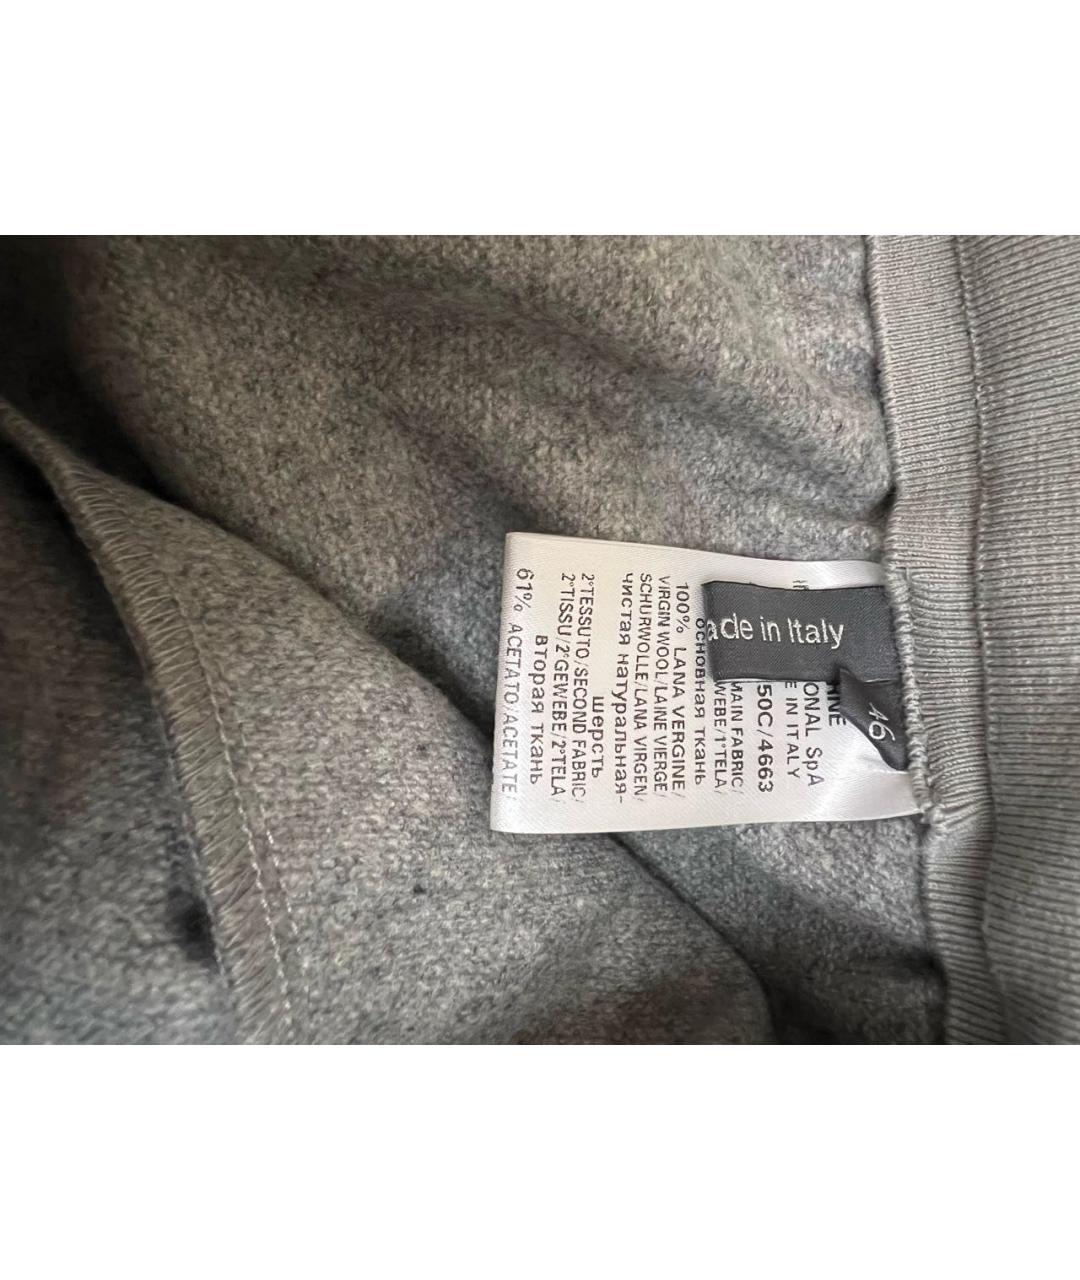 ade in Italy
46
RINE
ONAL SpA
E IN ITALY
50C/4663
MAIN FABRIC/
WEBE/1°TELA/
основная ткань
100% LANA VERGINE/
VIRGIN WOOL/LAINE VIERGE/
SCHURWOLLE/LANA VIRGEN/
чистая натуральная-
шерсть
2°TESSUTO/SECOND FABRIC/
2°TISSU/2°GEWEBE/2°TELA/
вторая ткань
61% ACETATO/ACETATE/